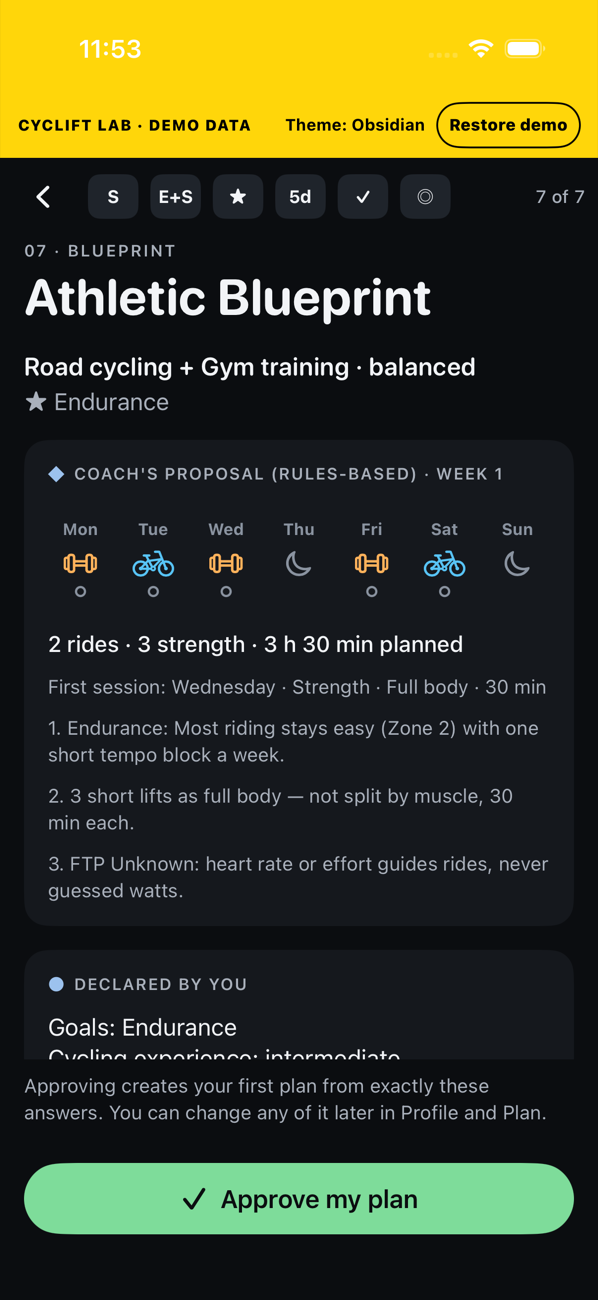 11:53
CYCLIFT LAB · DEMO DATA Theme: Obsidian Restore demo
S E+S 5d 7 of 7
07 · BLUEPRINT
Athletic Blueprint
Road cycling + Gym training · balanced
Endurance
COACH'S PROPOSAL (RULES-BASED) · WEEK 1
Mon Tue Wed Thu Fri Sat Sun
2 rides · 3 strength · 3 h 30 min planned
First session: Wednesday · Strength · Full body · 30 min
1. Endurance: Most riding stays easy (Zone 2) with one
short tempo block a week.
2. 3 short lifts as full body — not split by muscle, 30
min each.
3. FTP Unknown: heart rate or effort guides rides, never
guessed watts.
DECLARED BY YOU
Goals: Endurance
Cycling experience: intermediate
Approving creates your first plan from exactly these
answers. You can change any of it later in Profile and Plan.
Approve my plan